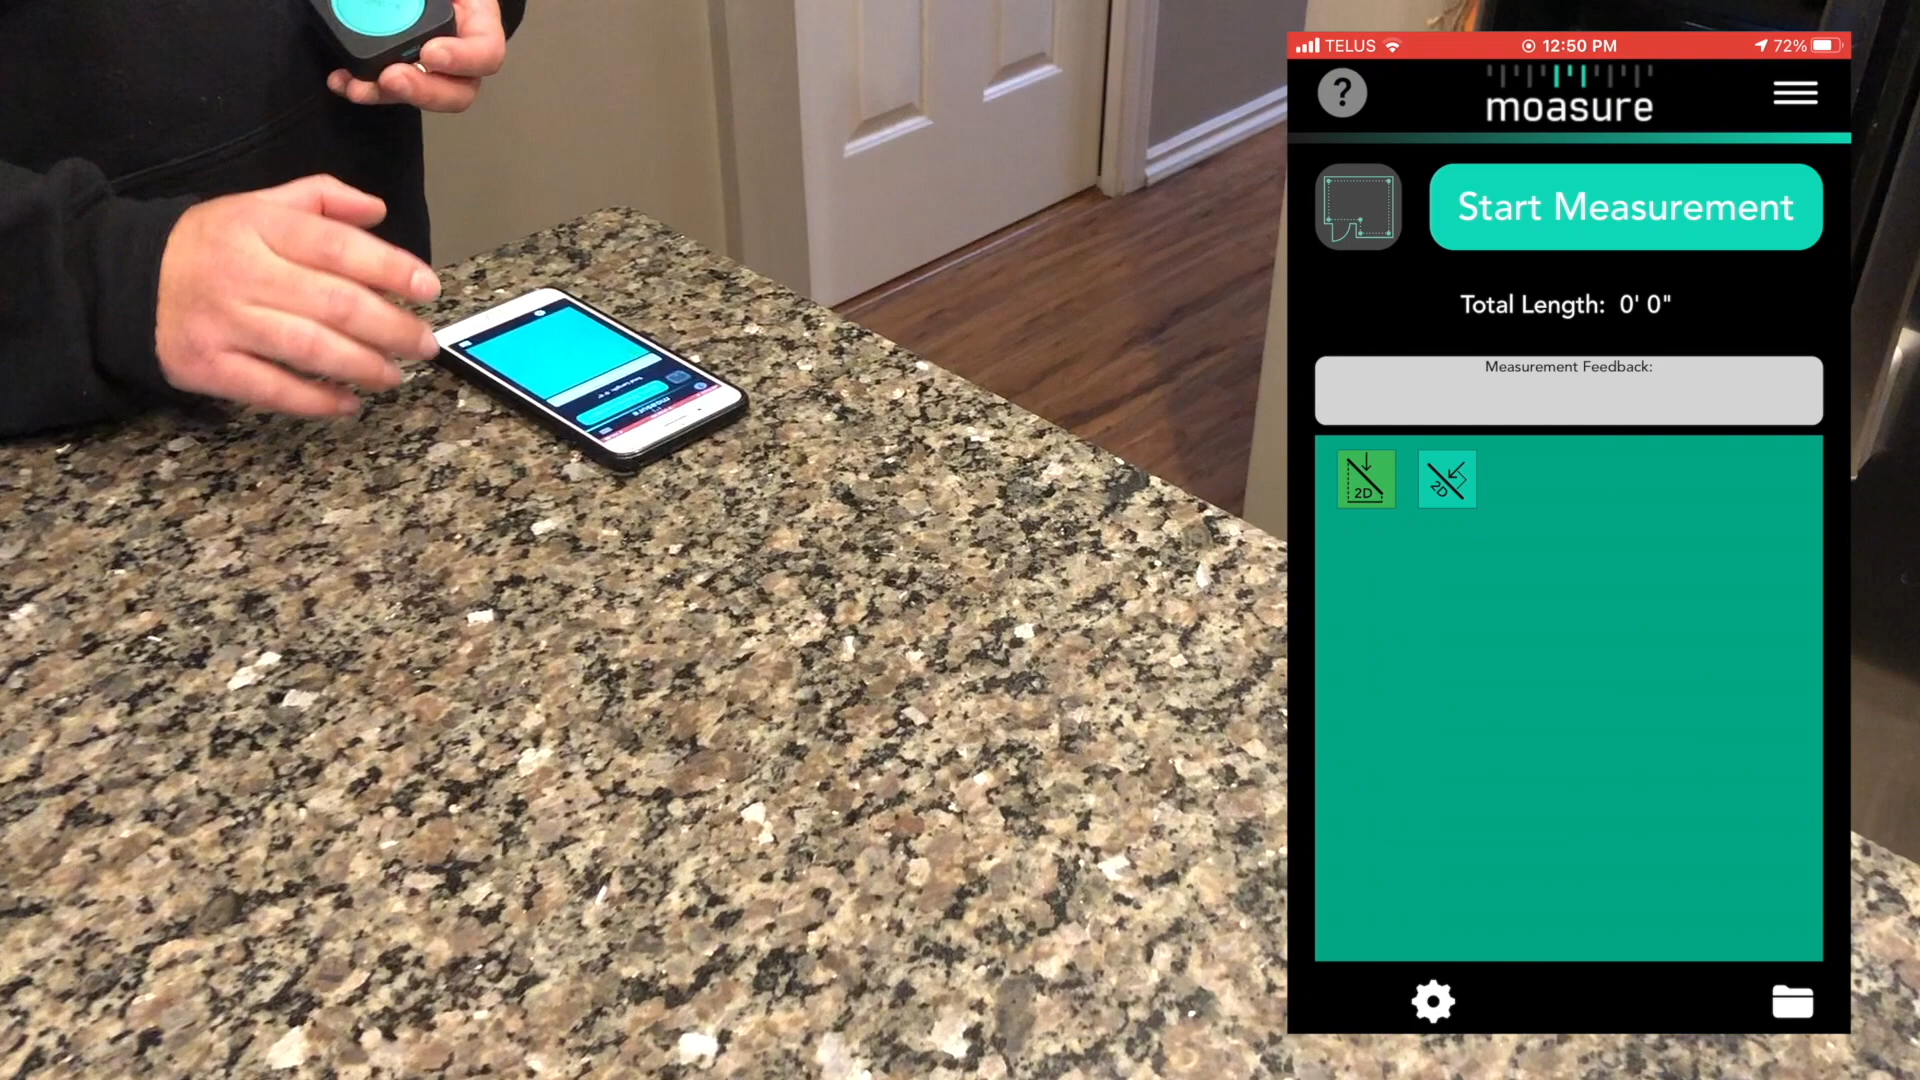 TELUS 12:50 PM 72%
?
moasure
Start Measurement
Total Length: 0' 0"
Measurement Feedback:
2D 2D